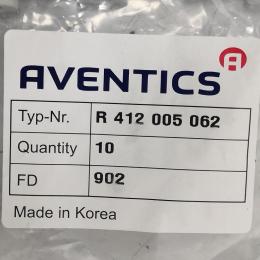 AVENTICS
Typ-Nr. R 412 005 062
Quantity 10
FD 902
Made in Korea